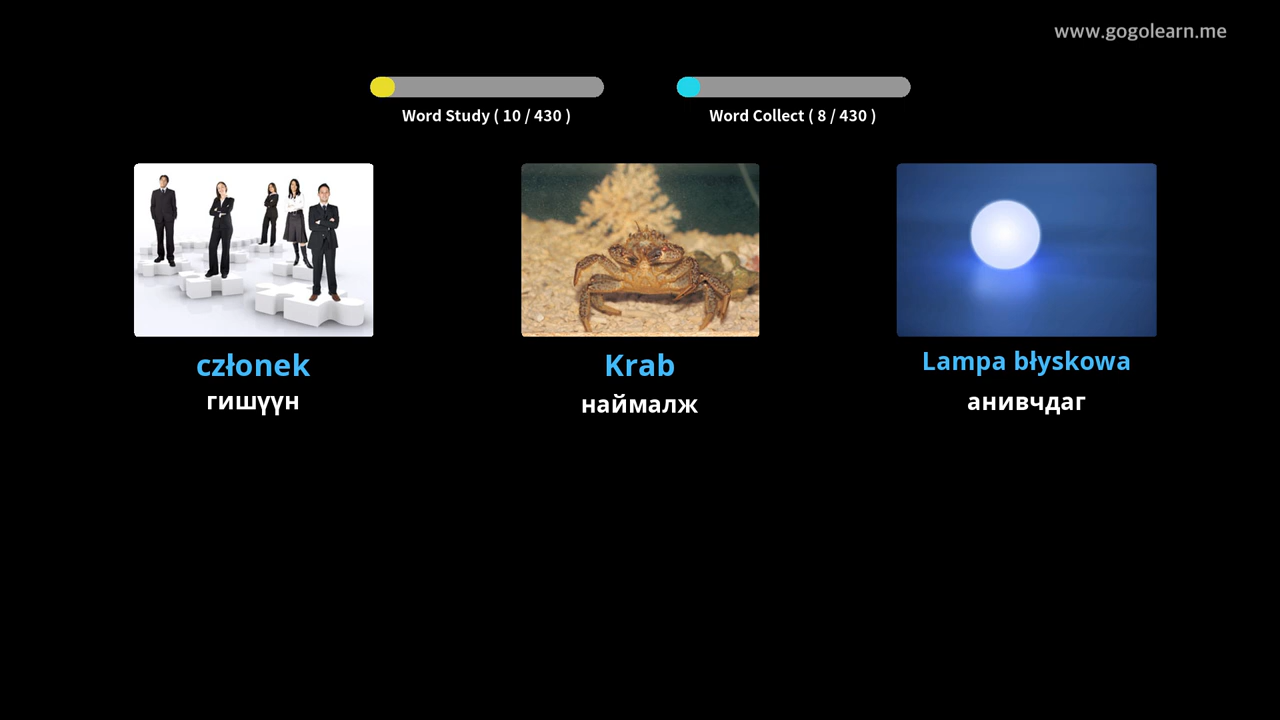 www.gogolearn.me
Word Study ( 10 / 430 )
Word Collect ( 8 / 430 )
członek
гишүүн
Krab
наймалж
Lampa błyskowa
анивчдаг